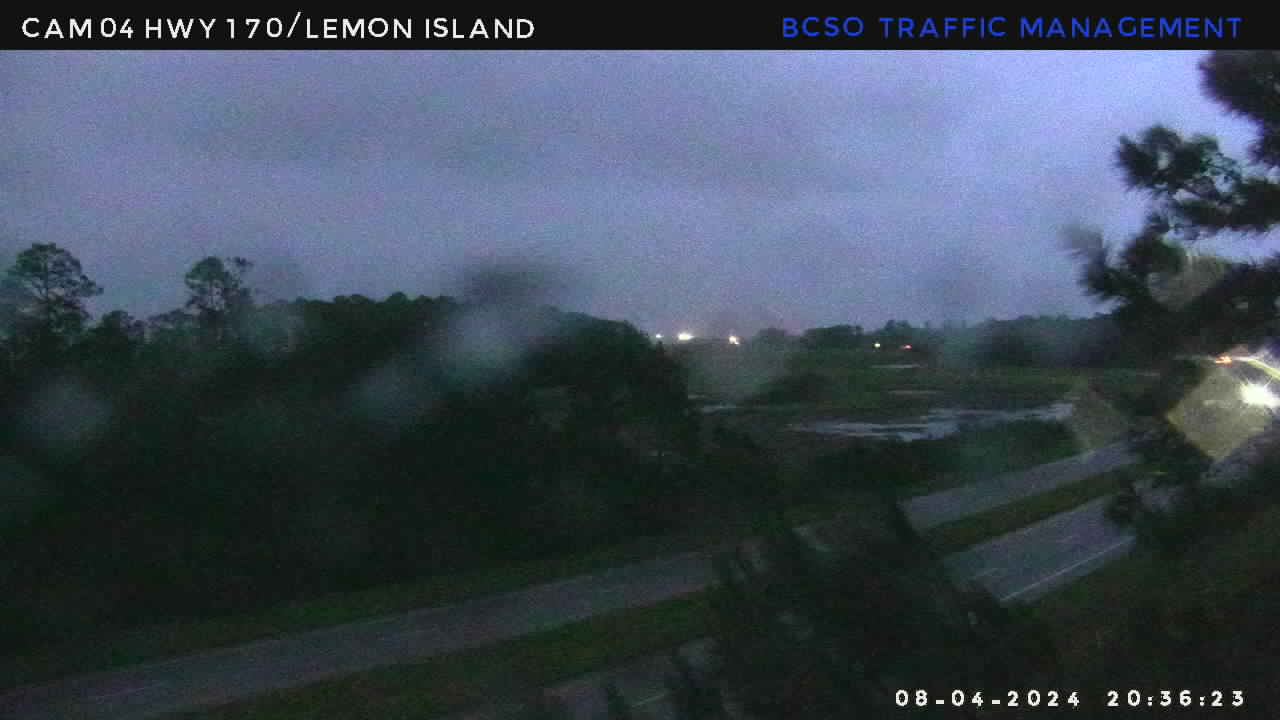 CAM04 HWY 170/LEMON ISLAND
BCSO TRAFFIC MANAGEMENT
08-04-2024 20:36:23